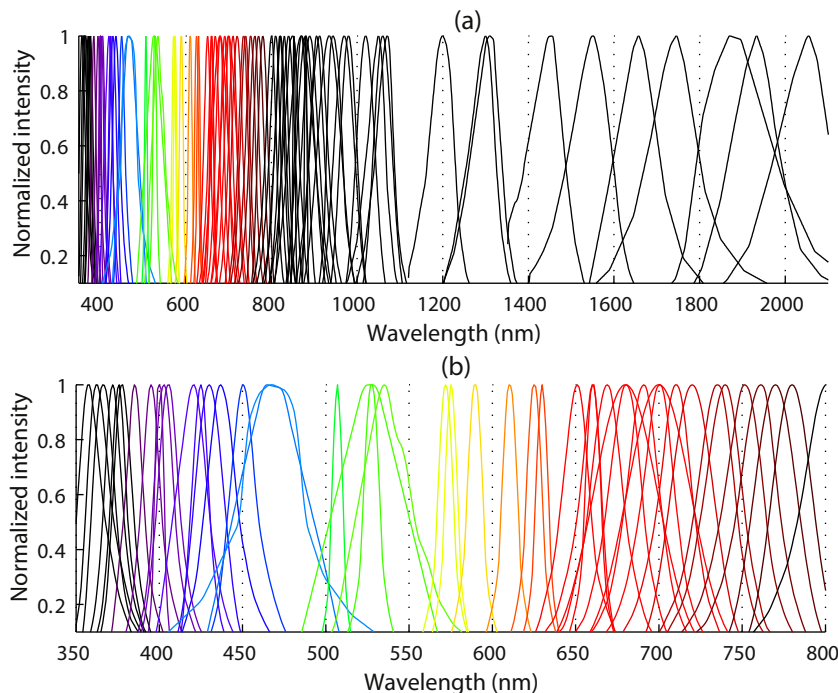 (a)
Normalized intensity
1
0.8
0.6
0.4
0.2
400 600 800 1000 1200 1400 1600 1800 2000
Wavelength (nm)
(b)
Normalized intensity
1
0.8
0.6
0.4
0.2
350 400 450 500 550 600 650 700 750 800
Wavelength (nm)